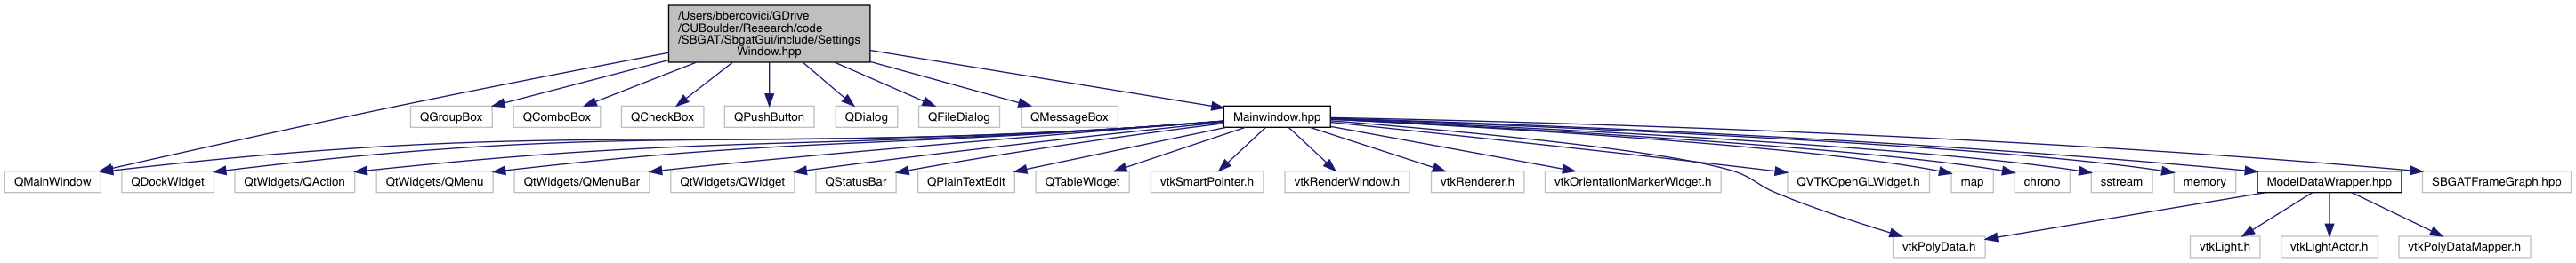 /Users/bbercovici/GDrive
/CUBoulder/Research/code
/SBGAT/SbgatGui/include/Settings
Window.hpp
QGroupBox
QComboBox
QCheckBox
QPushButton
QDialog
QFileDialog
QMessageBox
Mainwindow.hpp
QMainWindow
QDockWidget
QtWidgets/QAction
QtWidgets/QMenu
QtWidgets/QMenuBar
QtWidgets/QWidget
QStatusBar
QPlainTextEdit
QTableWidget
vtkSmartPointer.h
vtkRenderWindow.h
vtkRenderer.h
vtkOrientationMarkerWidget.h
QVTKOpenGLWidget.h
map
chrono
sstream
memory
ModelDataWrapper.hpp
SBGATFrameGraph.hpp
vtkPolyData.h
vtkLight.h
vtkLightActor.h
vtkPolyDataMapper.h